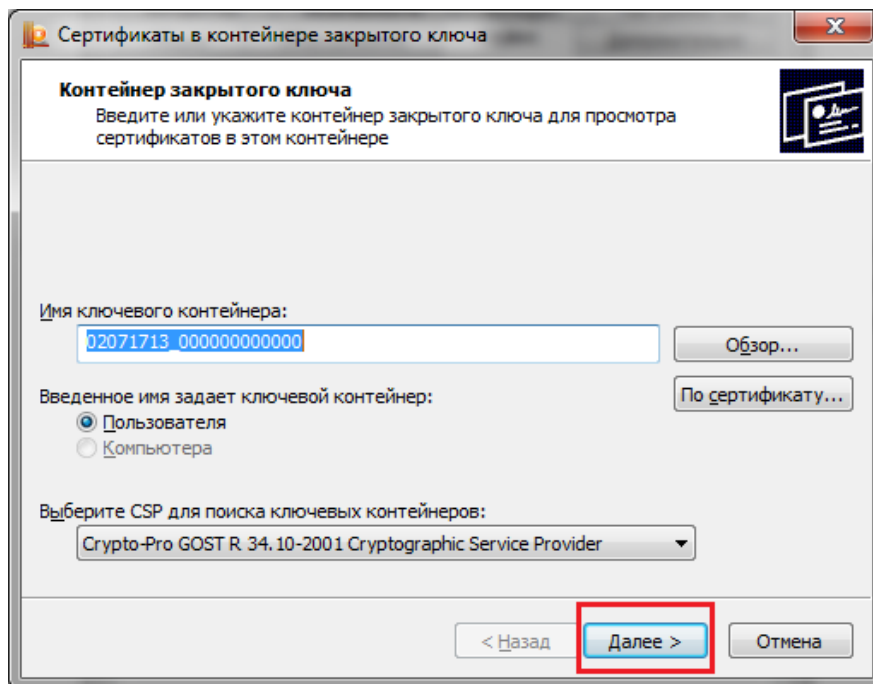 Сертификаты в контейнере закрытого ключа
Контейнер закрытого ключа
Введите или укажите контейнер закрытого ключа для просмотра
сертификатов в этом контейнере
Имя ключевого контейнера:
02071713_000000000000
Обзор...
Введенное имя задает ключевой контейнер:
По сертификату...
Пользователя
Компьютера
Выберите CSP для поиска ключевых контейнеров:
Crypto-Pro GOST R 34.10-2001 Cryptographic Service Provider
< Назад
Далее >
Отмена